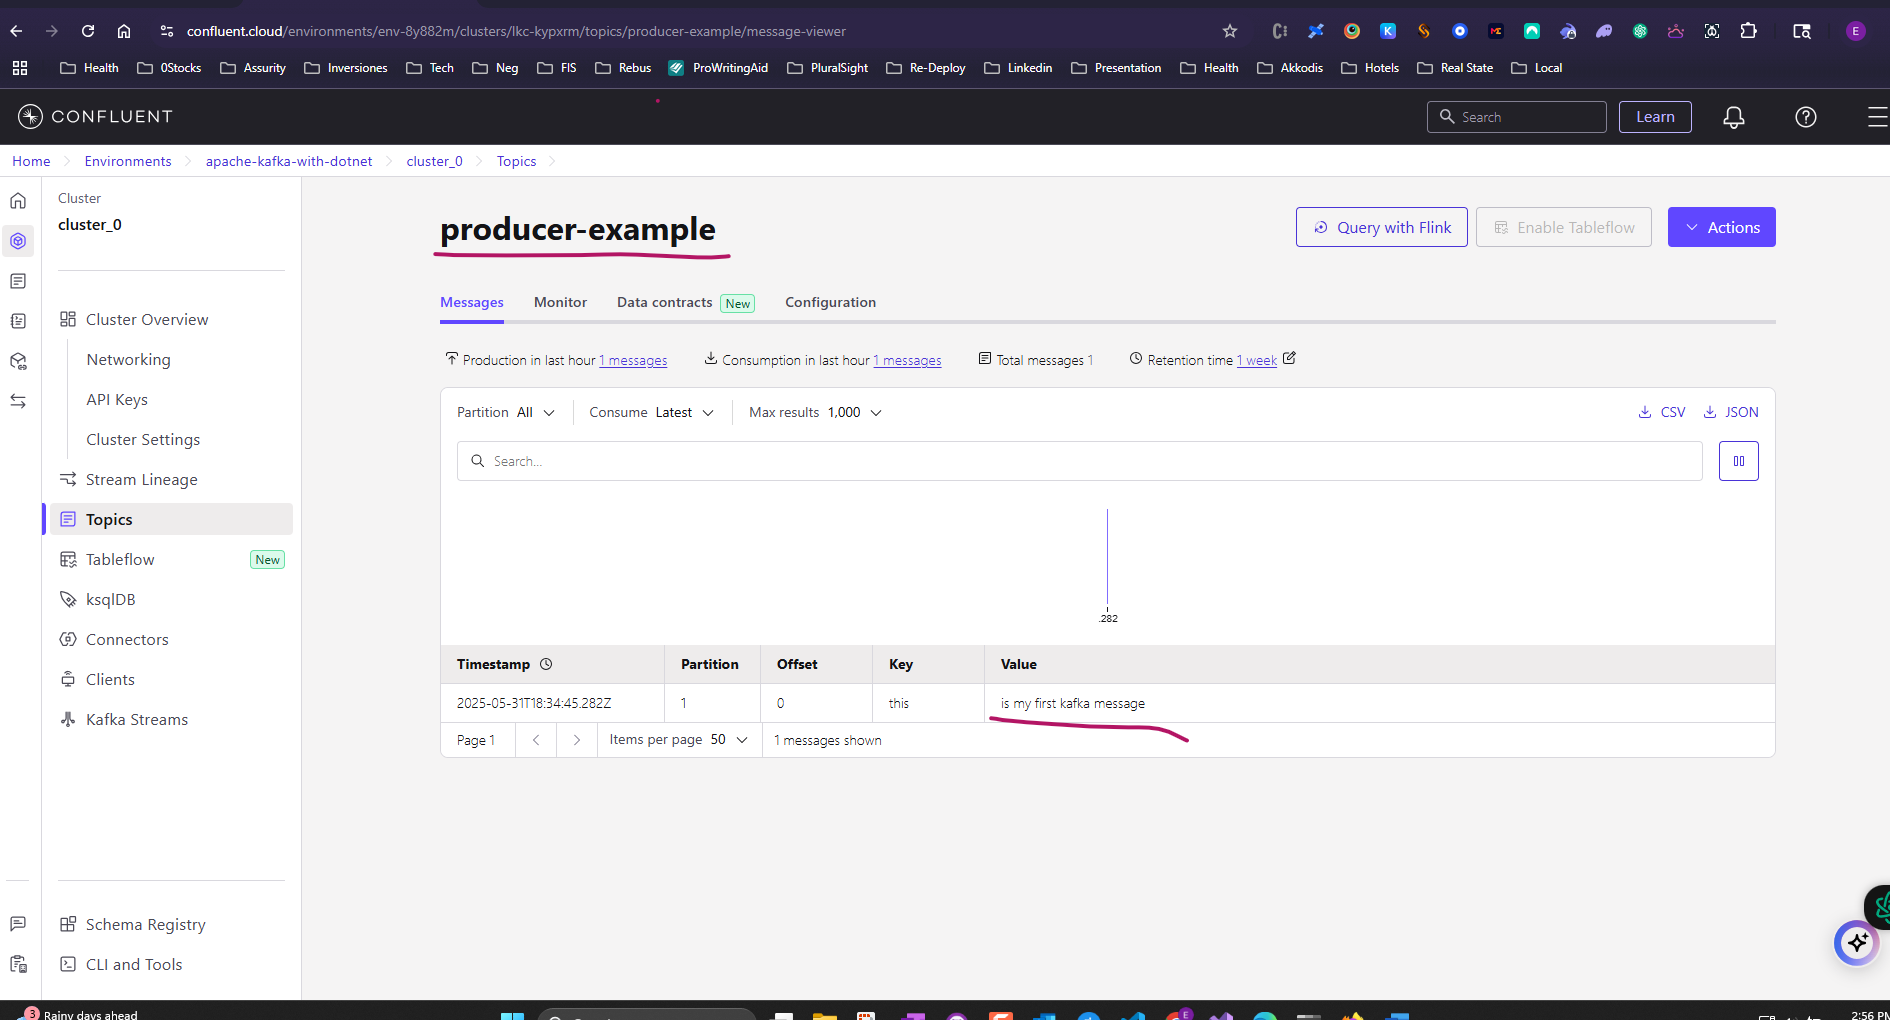 confluent.cloud/environments/env-8y882m/clusters/lkc-kypxrm/topics/producer-example/message-viewer
E
Health 0Stocks Assurity Inversiones Tech Neg FIS Rebus ProWritingAid PluralSight Re-Deploy Linkedin Presentation Health Akkodis Hotels Real State Local
CONFLUENT
Search
Learn
Home Environments apache-kafka-with-dotnet cluster_0 Topics
Cluster
cluster_0
Cluster Overview
Networking
API Keys
Cluster Settings
Stream Lineage
Topics
Tableflow New
ksqlDB
Connectors
Clients
Kafka Streams
Schema Registry
CLI and Tools
producer-example
Query with Flink
Enable Tableflow
Actions
Messages Monitor Data contracts New Configuration
Production in last hour 1 messages Consumption in last hour 1 messages Total messages 1 Retention time 1 week
Partition All Consume Latest Max results 1,000 CSV JSON
Search...
.282
Timestamp Partition Offset Key Value
2025-05-31T18:34:45.282Z 1 0 this is my first kafka message
Page 1 Items per page 50 1 messages shown
3 Rainy days ahead
E
2:56 PM